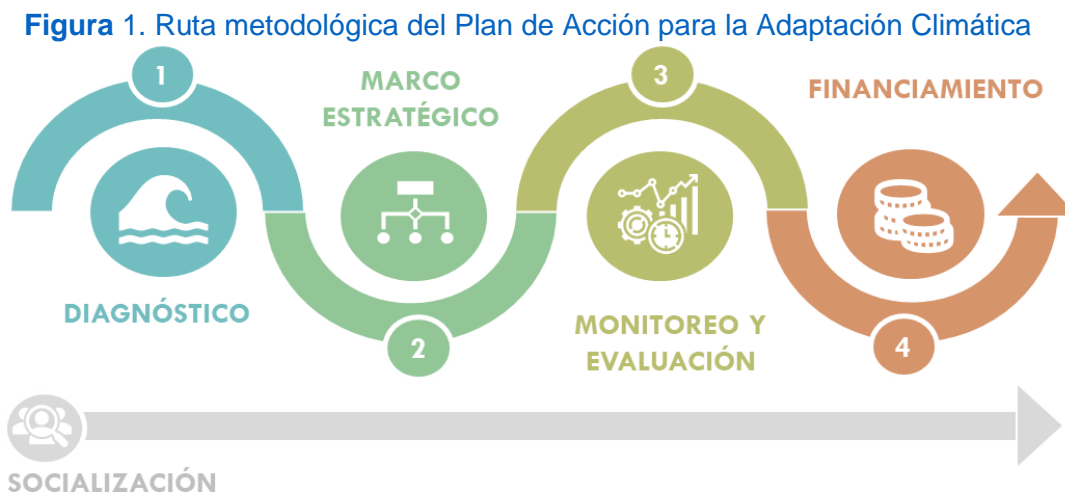 Figura 1. Ruta metodológica del Plan de Acción para la Adaptación Climática
1
DIAGNÓSTICO
MARCO
ESTRATÉGICO
2
3
MONITOREO Y
EVALUACIÓN
FINANCIAMIENTO
4
SOCIALIZACIÓN